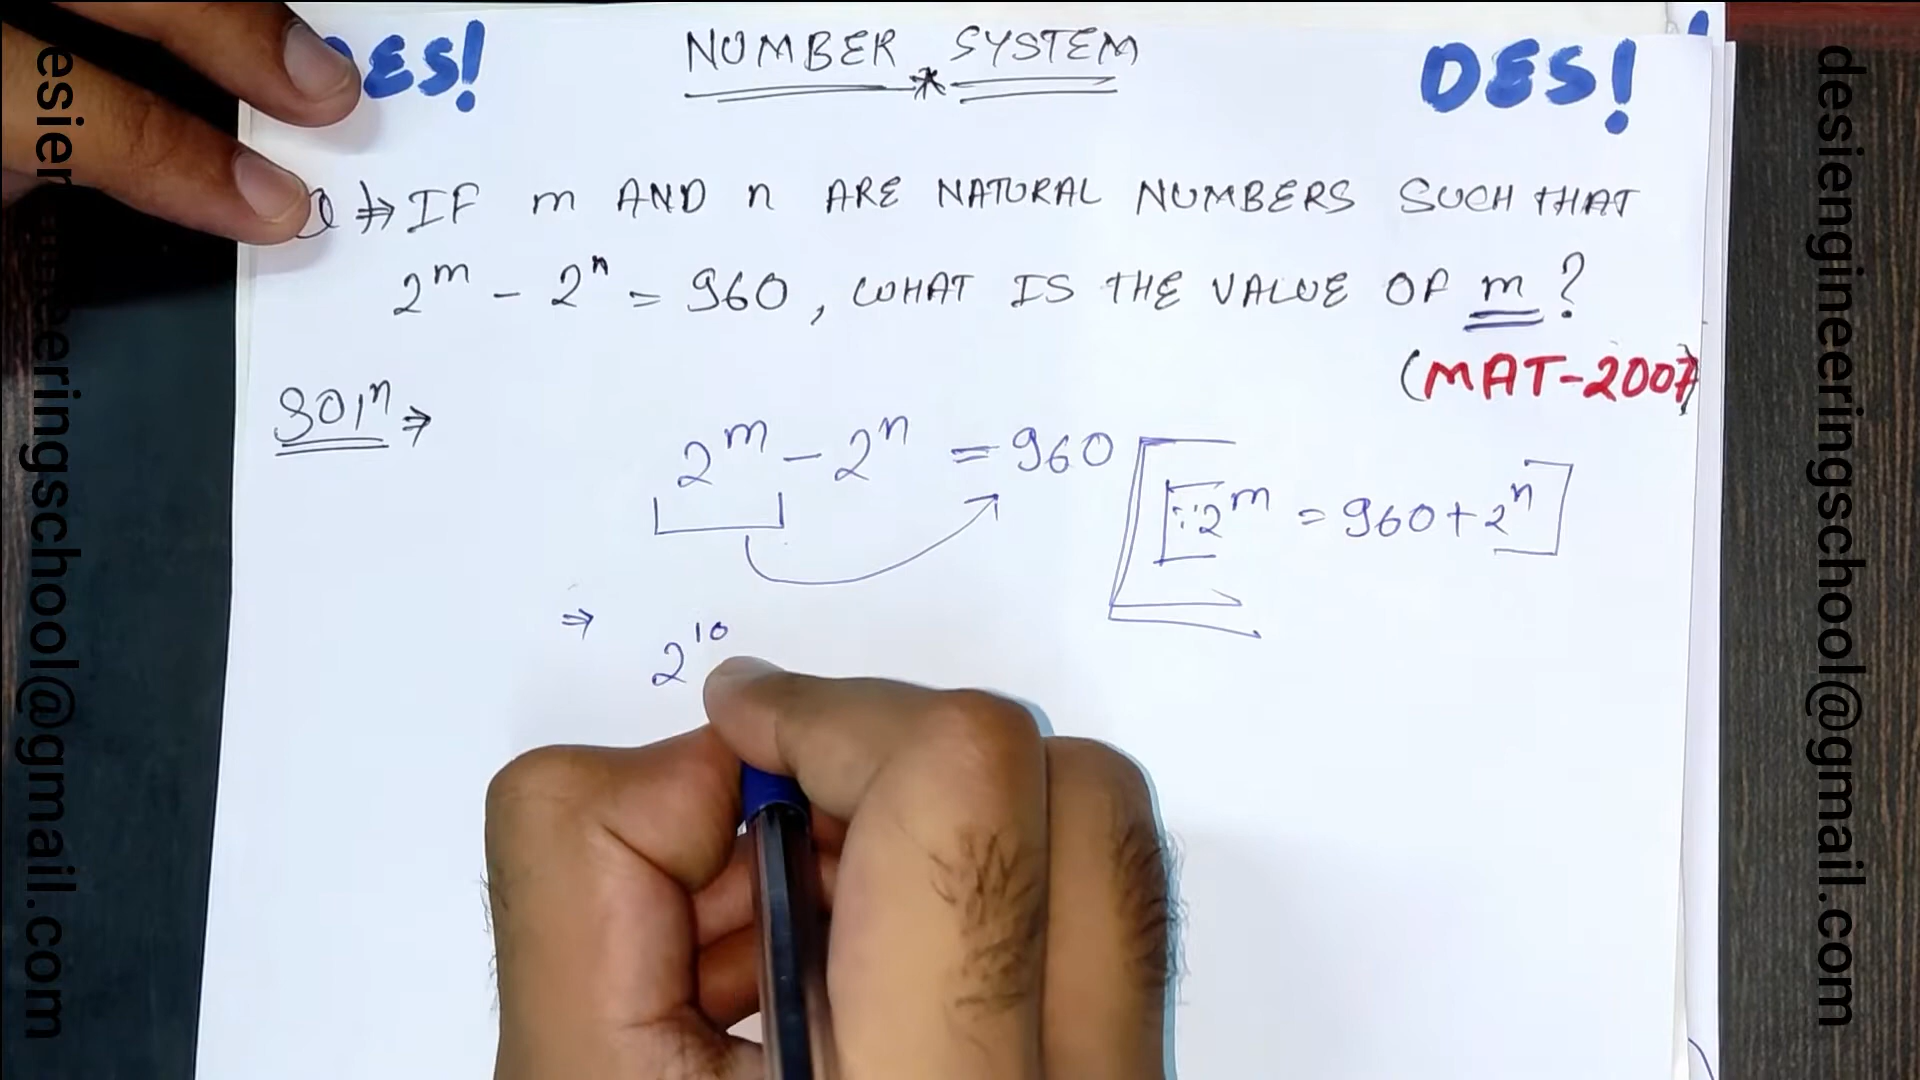 ES!
NUMBER SYSTEM
DES!
Q ⇒ IF m AND n ARE NATURAL NUMBERS SUCH THAT
2^m - 2^n = 960, WHAT IS THE VALUE OF m?
(MAT-2007)
Sol^n ⇒
2^m - 2^n = 960
[∵ 2^m = 960 + 2^n]
⇒ 2^10
desiengineeringschool@gmail.com
desiengineeringschool@gmail.com